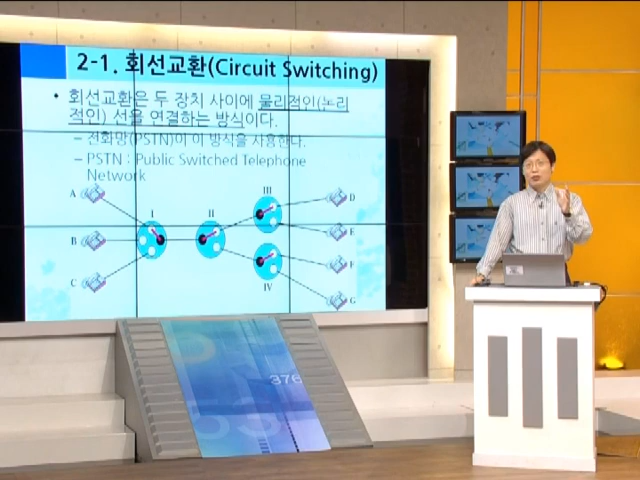 2-1. 회선교환(Circuit Switching)
• 회선교환은 두 장치 사이에 물리적인(논리
적인) 선을 연결하는 방식이다.
– 전화망(PSTN)이 이 방식을 사용한다.
– PSTN : Public Switched Telephone
Network
A
B
C
I
II
III
IV
D
E
F
G
376